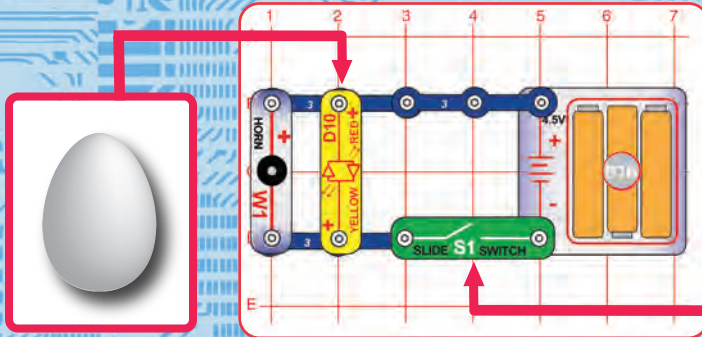 1 2 3 4 5 6 7
3 3
HORN
+
W1
D10
RED+
+
YELLOW
4.5V
+
-
3
SLIDE S1 SWITCH
E